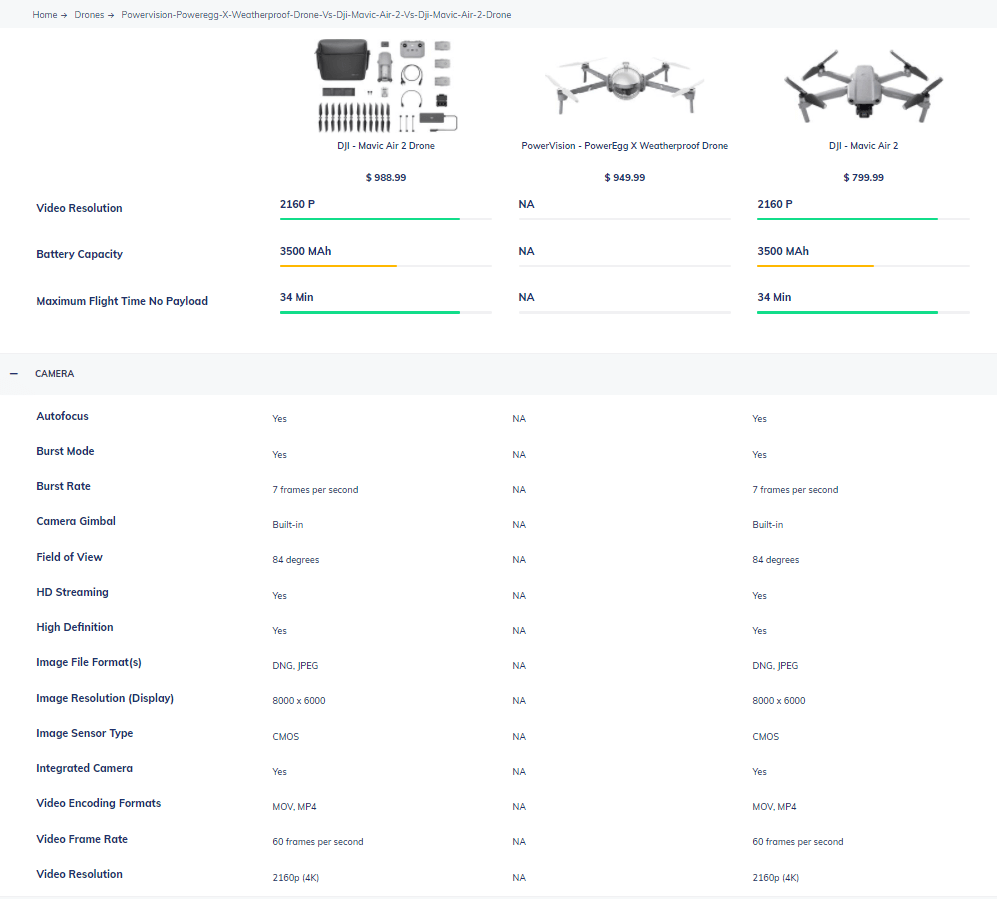 Home → Drones → Powervision-Poweregg-X-Weatherproof-Drone-Vs-Dji-Mavic-Air-2-Vs-Dji-Mavic-Air-2-Drone
DJI - Mavic Air 2 Drone PowerVision - PowerEgg X Weatherproof Drone DJI - Mavic Air 2
$ 988.99 $ 949.99 $ 799.99
Video Resolution 2160 P NA 2160 P
Battery Capacity 3500 MAh NA 3500 MAh
Maximum Flight Time No Payload 34 Min NA 34 Min
– CAMERA
Autofocus Yes NA Yes
Burst Mode Yes NA Yes
Burst Rate 7 frames per second NA 7 frames per second
Camera Gimbal Built-in NA Built-in
Field of View 84 degrees NA 84 degrees
HD Streaming Yes NA Yes
High Definition Yes NA Yes
Image File Format(s) DNG, JPEG NA DNG, JPEG
Image Resolution (Display) 8000 x 6000 NA 8000 x 6000
Image Sensor Type CMOS NA CMOS
Integrated Camera Yes NA Yes
Video Encoding Formats MOV, MP4 NA MOV, MP4
Video Frame Rate 60 frames per second NA 60 frames per second
Video Resolution 2160p (4K) NA 2160p (4K)